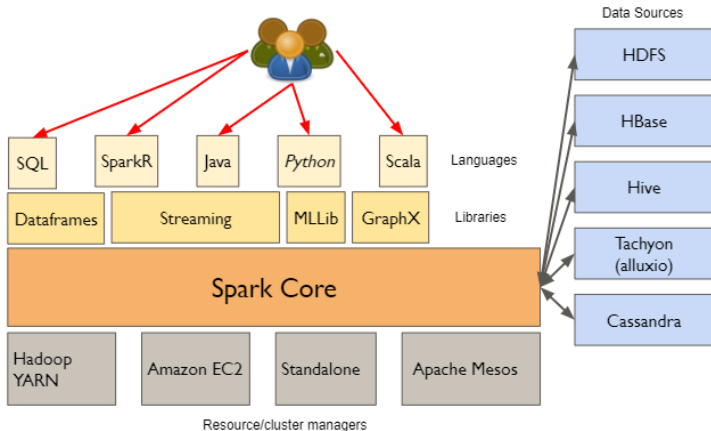 Data Sources
HDFS
HBase
Hive
Tachyon
(alluxio)
Cassandra
SQL
SparkR
Java
Python
Scala
Languages
Dataframes
Streaming
MLLib
GraphX
Libraries
Spark Core
Hadoop
YARN
Amazon EC2
Standalone
Apache Mesos
Resource/cluster managers